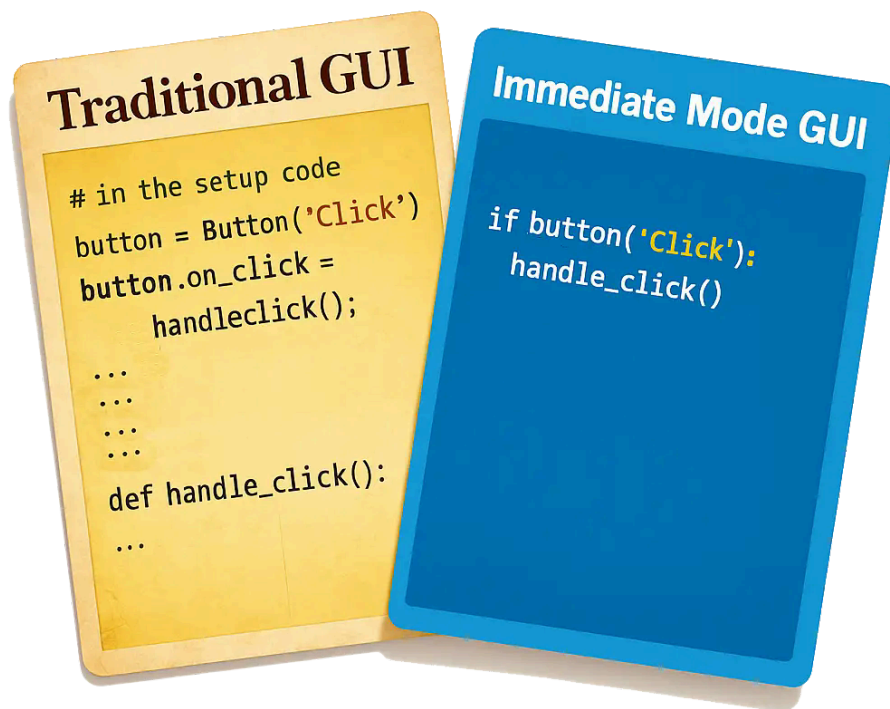 Traditional GUI
# in the setup code
button = Button('Click’)
button.on_click =
handleclick();
...
...
...
...
def handle_click():
...
Immediate Mode GUI
if button('Click'):
handle_click()